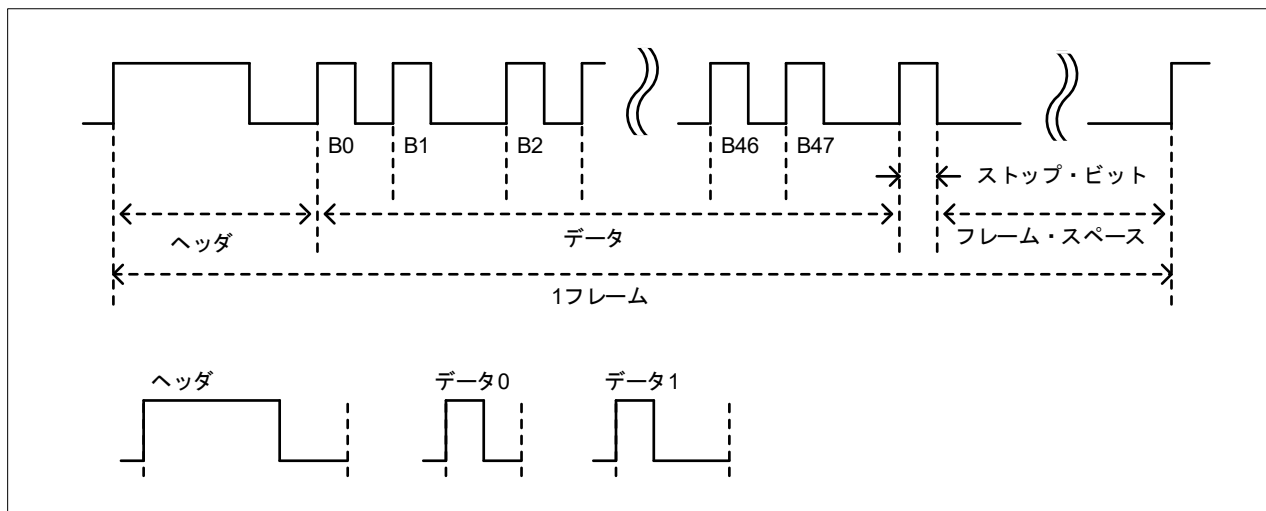 B0
B1
B2
B46
B47
ストップ・ビット
ヘッダ
データ
フレーム・スペース
1フレーム
ヘッダ
データ0
データ1